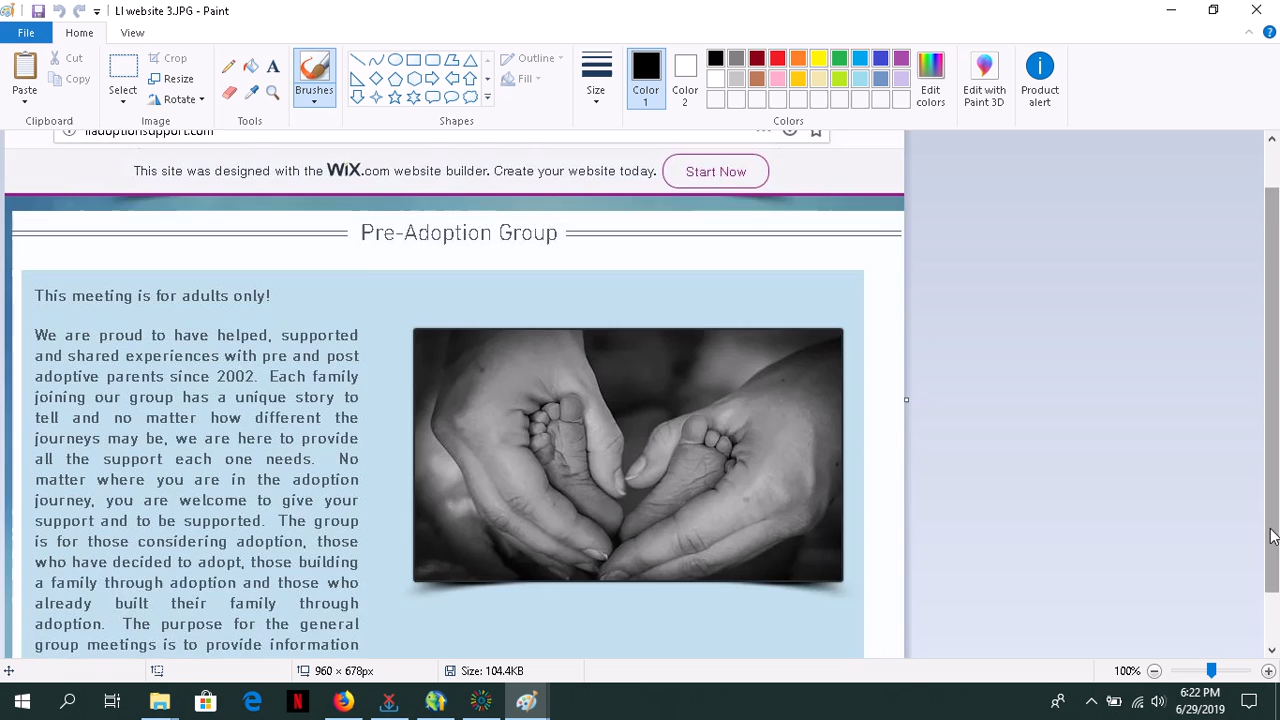 LI website 3.JPG - Paint
File
Home
View
Paste
Cut
Copy
Clipboard
Select
Crop
Resize
Rotate
Image
A
Tools
Brushes
Outline
Fill
Shapes
Size
Color 1
Color 2
Edit colors
Colors
Edit with Paint 3D
Product alert
liadoptionsupport.com
This site was designed with the WiX.com website builder. Create your website today.
Start Now
Pre-Adoption Group
This meeting is for adults only!
We are proud to have helped, supported
and shared experiences with pre and post
adoptive parents since 2002. Each family
joining our group has a unique story to
tell and no matter how different the
journeys may be, we are here to provide
all the support each one needs. No
matter where you are in the adoption
journey, you are welcome to give your
support and to be supported. The group
is for those considering adoption, those
who have decided to adopt, those building
a family through adoption and those who
already built their family through
adoption. The purpose for the general
group meetings is to provide information
960 × 678px
Size: 104.4KB
100%
6:22 PM
6/29/2019